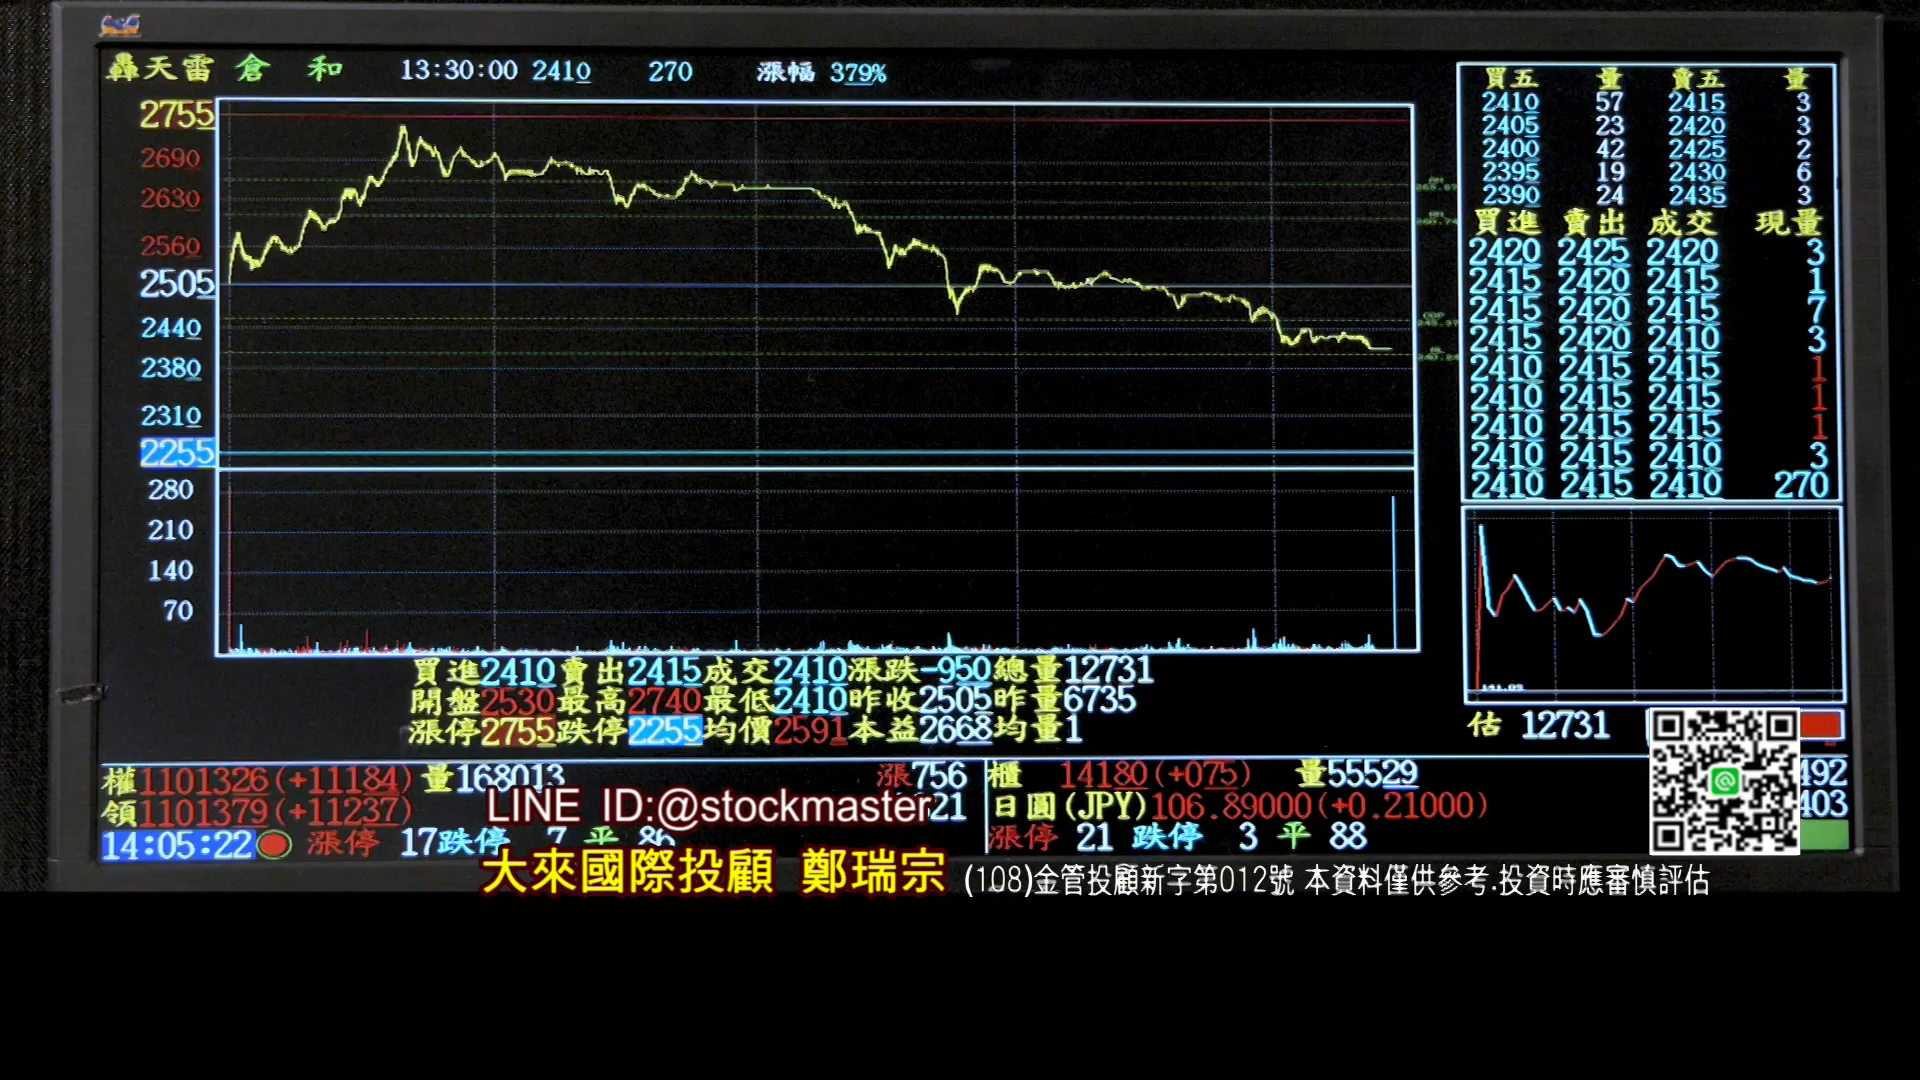 轟天雷 倉 和 13:30:00 2410 270 漲幅 379%
2755
2690
2630
2560
2505
2440
2380
2310
2255
280
210
140
70
買五 量 賣五 量
2410 57 2415 3
2405 23 2420 3
2400 42 2425 2
2395 19 2430 6
2390 24 2435 3
買進 賣出 成交 現量
2420 2425 2420 3
2415 2420 2415 1
2415 2420 2415 7
2415 2420 2410 3
2410 2415 2415 1
2410 2415 2415 1
2410 2415 2415 1
2410 2415 2410 3
2410 2415 2410 270
估 12731
買進2410賣出2415成交2410漲跌-950總量12731
開盤2530最高2740最低2410昨收2505昨量6735
漲停2755跌停2255均價2591本益2668均量1
權1101326(+11184) 量168013 漲756 櫃 14180(+075) 量55529 492
領1101379(+11237) 21 日圓(JPY)106.89000(+0.21000) 403
14:05:22 漲停 17跌停 7 平 86 漲停 21 跌停 3 平 88
LINE ID:@stockmaster
大來國際投顧 鄭瑞宗 (108)金管投顧新字第012號 本資料僅供參考.投資時應審慎評估